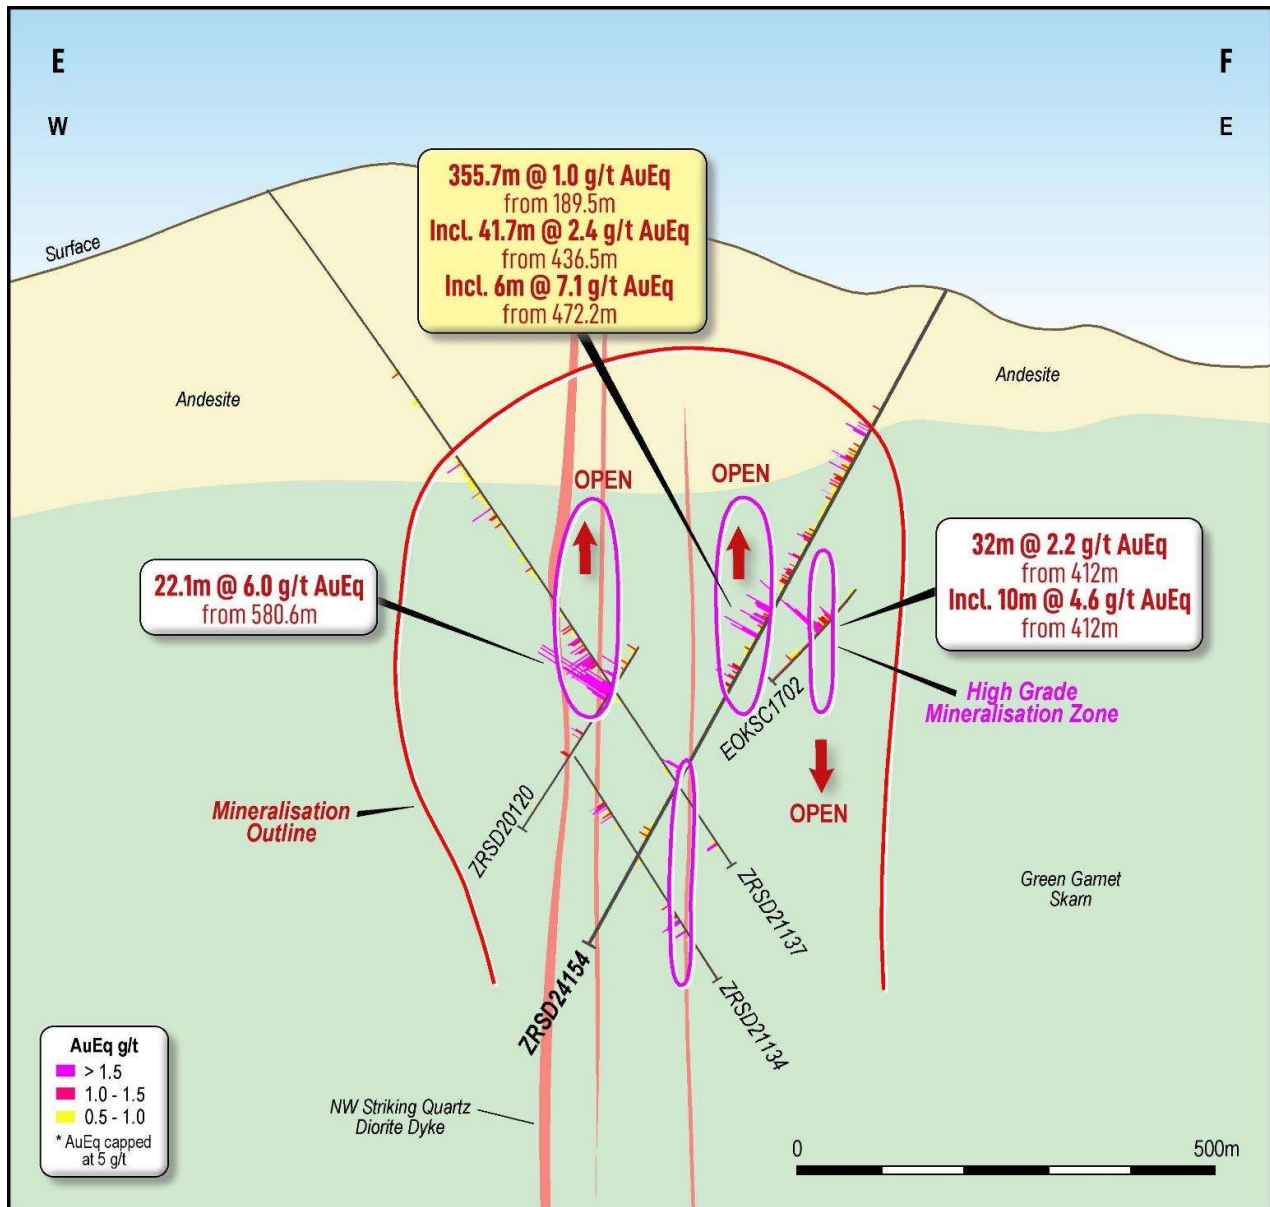 E
F
W
E
355.7m @ 1.0 g/t AuEq
from 189.5m
Incl. 41.7m @ 2.4 g/t AuEq
from 436.5m
Incl. 6m @ 7.1 g/t AuEq
from 472.2m
Surface
Andesite
Andesite
OPEN
OPEN
22.1m @ 6.0 g/t AuEq
from 580.6m
32m @ 2.2 g/t AuEq
from 412m
Incl. 10m @ 4.6 g/t AuEq
from 412m
High Grade
Mineralisation Zone
EOKSC1702
OPEN
Mineralisation
Outline
ZRSD20120
ZRSD21137
Green Garnet
Skarn
ZRSD24154
ZRSD21134
AuEq g/t
> 1.5
1.0 - 1.5
0.5 - 1.0
* AuEq capped
at 5 g/t
NW Striking Quartz
Diorite Dyke
0
500m